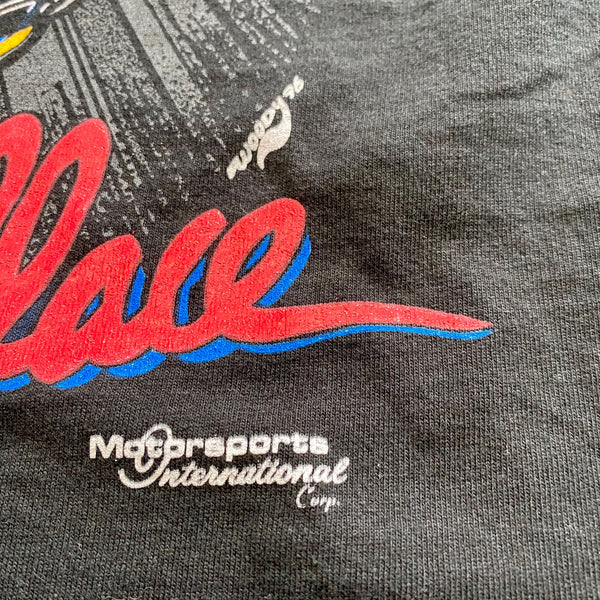 llace
Motorsports
International
Corp.